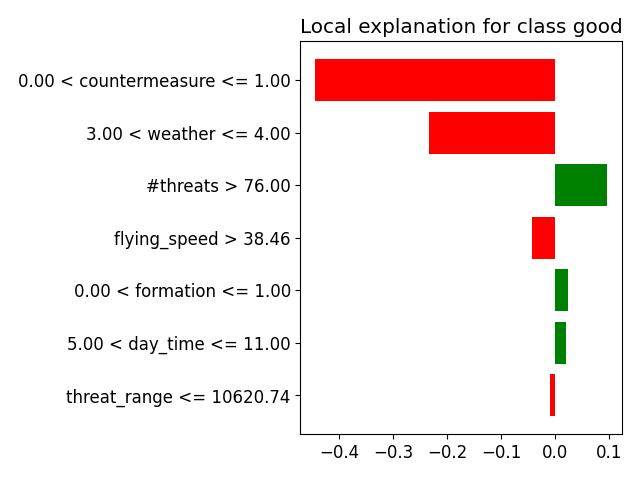 Local explanation for class good
0.00 < countermeasure <= 1.00
3.00 < weather <= 4.00
#threats > 76.00
flying_speed > 38.46
0.00 < formation <= 1.00
5.00 < day_time <= 11.00
threat_range <= 10620.74
−0.4 −0.3 −0.2 −0.1 0.0 0.1